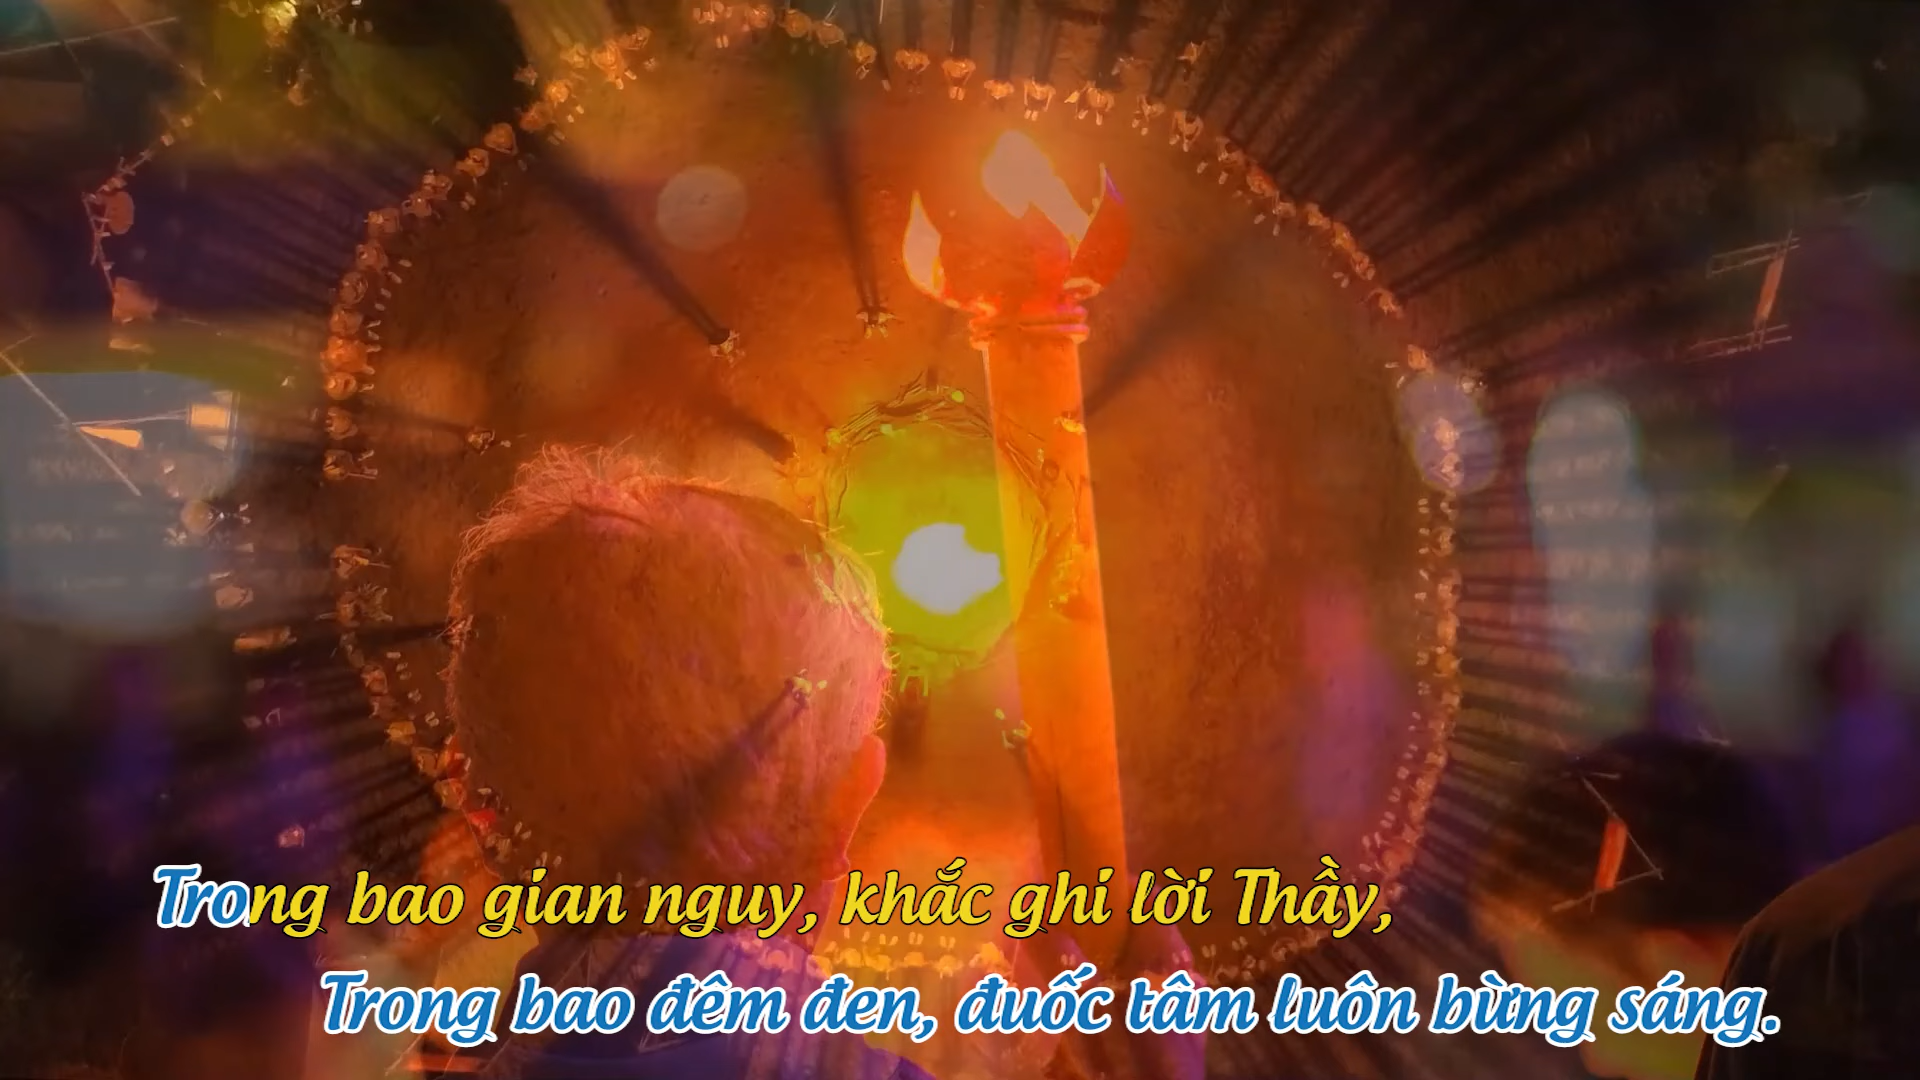 Trong bao gian nguy, khắc ghi lời Thầy,
Trong bao đêm đen, đuốc tâm luôn bừng sáng.